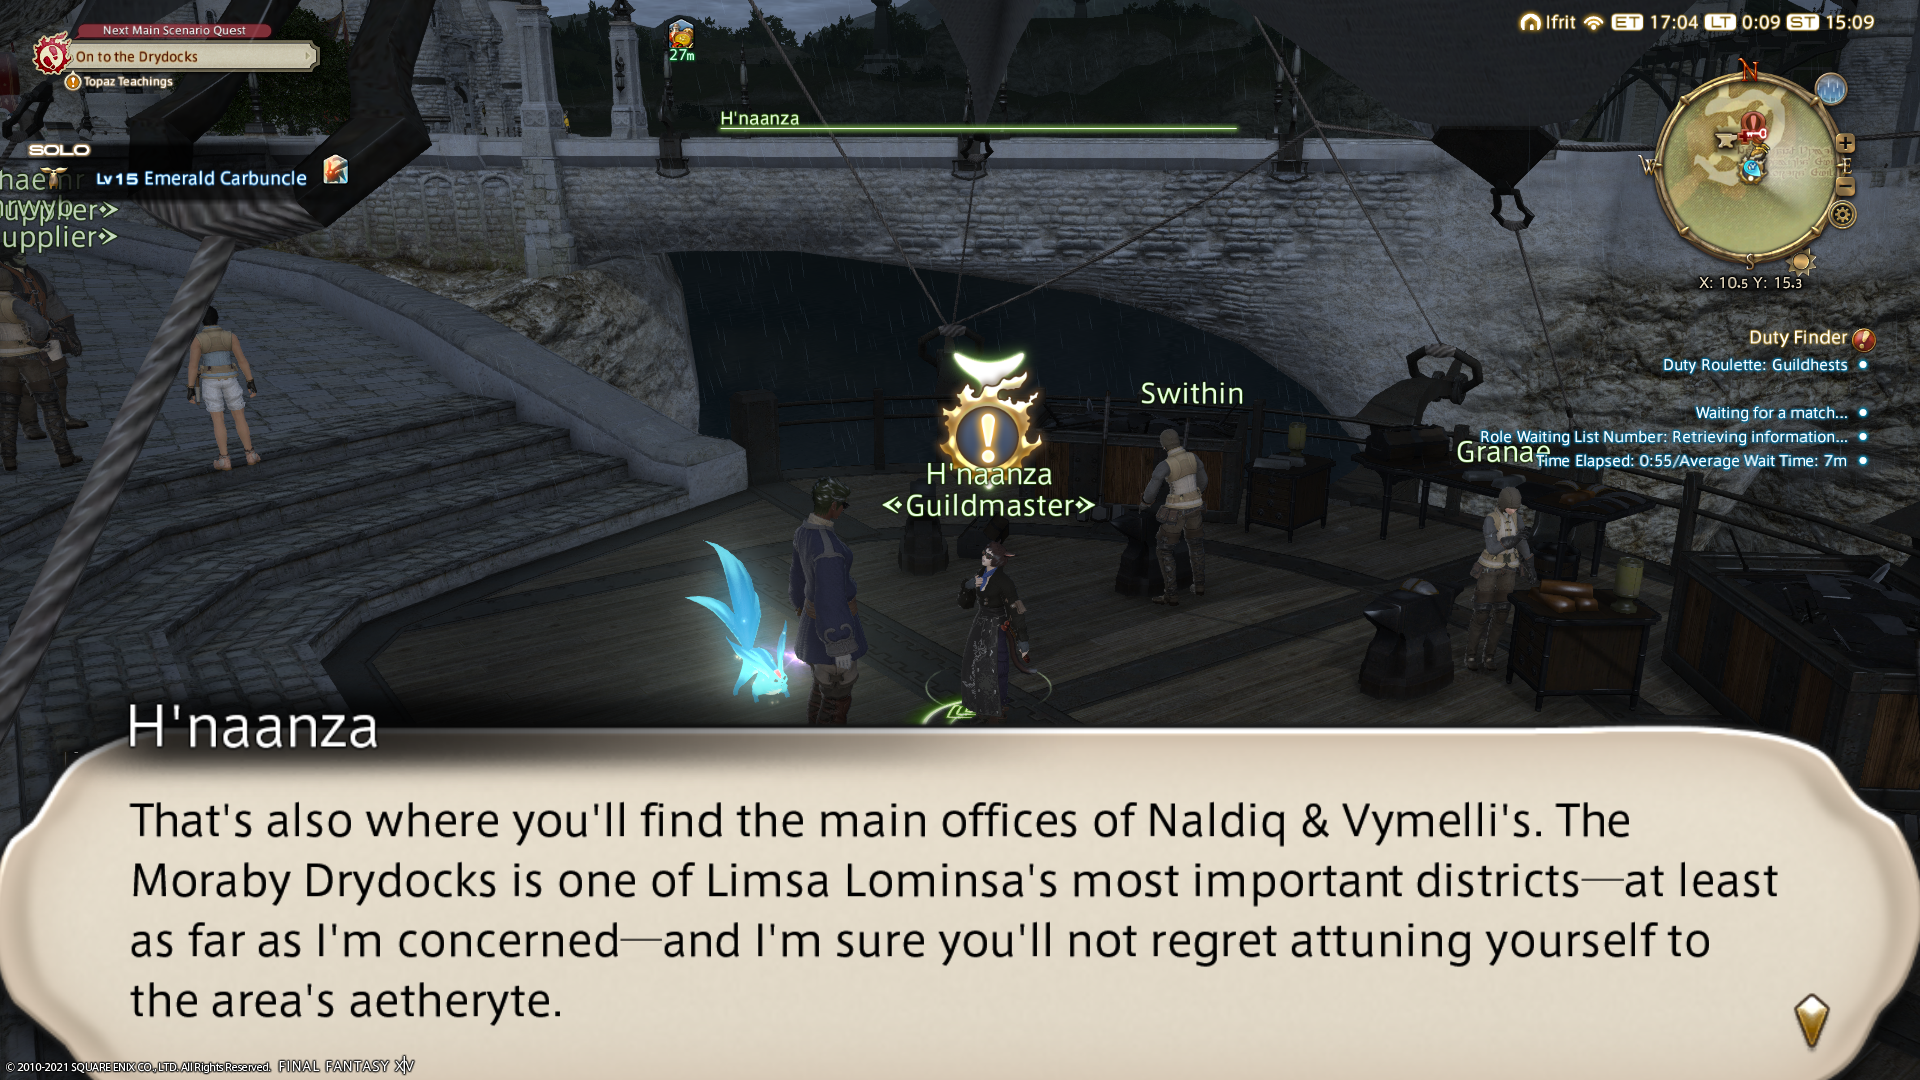 Next Main Scenario Quest
On to the Drydocks
Topaz Teachings
SOLO
Lv15 Emerald Carbuncle
27m
H'naanza
Ifrit ET 17:04 LT 0:09 ST 15:09
N
W
E
S
X: 10.5 Y: 15.3
Duty Finder
Duty Roulette: Guildhests
Waiting for a match...
Role Waiting List Number: Retrieving information...
Time Elapsed: 0:55/Average Wait Time: 7m
upplier
upplier
Swithin
Granae
H'naanza
Guildmaster
H'naanza
That's also where you'll find the main offices of Naldiq & Vymelli's. The
Moraby Drydocks is one of Limsa Lominsa's most important districts—at least
as far as I'm concerned—and I'm sure you'll not regret attuning yourself to
the area's aetheryte.
© 2010-2021 SQUARE ENIX CO., LTD. All Rights Reserved. FINAL FANTASY XIV